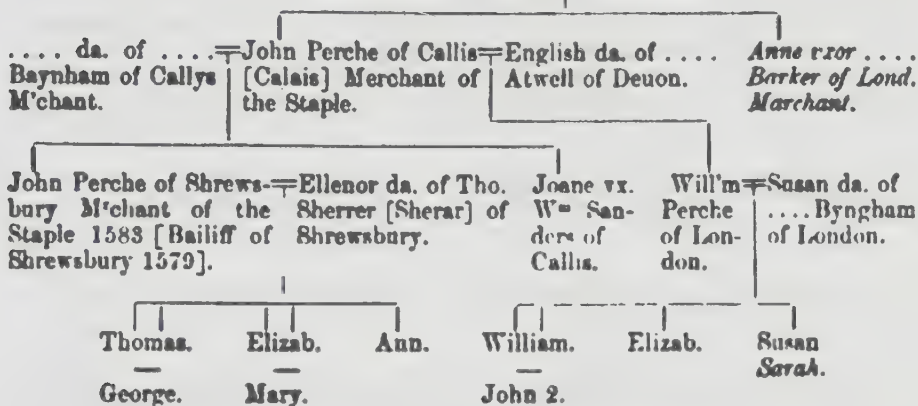 .... da. of ....
Baynham of Callys
M'chant.
John Perche of Callis
[Calais] Merchant of
the Staple.
English da. of ....
Atwell of Deuon.
Anne vxor ....
Barker of Lond.
Marchant.
John Perche of Shrews-
bury M'chant of the
Staple 1583 [Bailiff of
Shrewsbury 1579].
Ellenor da. of Tho.
Sherrer [Sherar] of
Shrewsbury.
Joane vx.
Wm San-
ders of
Callis.
Will'm
Perche
of Lon-
don.
Susan da. of
.... Byngham
of London.
Thomas.
George.
Elizab.
Mary.
Ann.
William.
John 2.
Elizab.
Susan
Sarah.